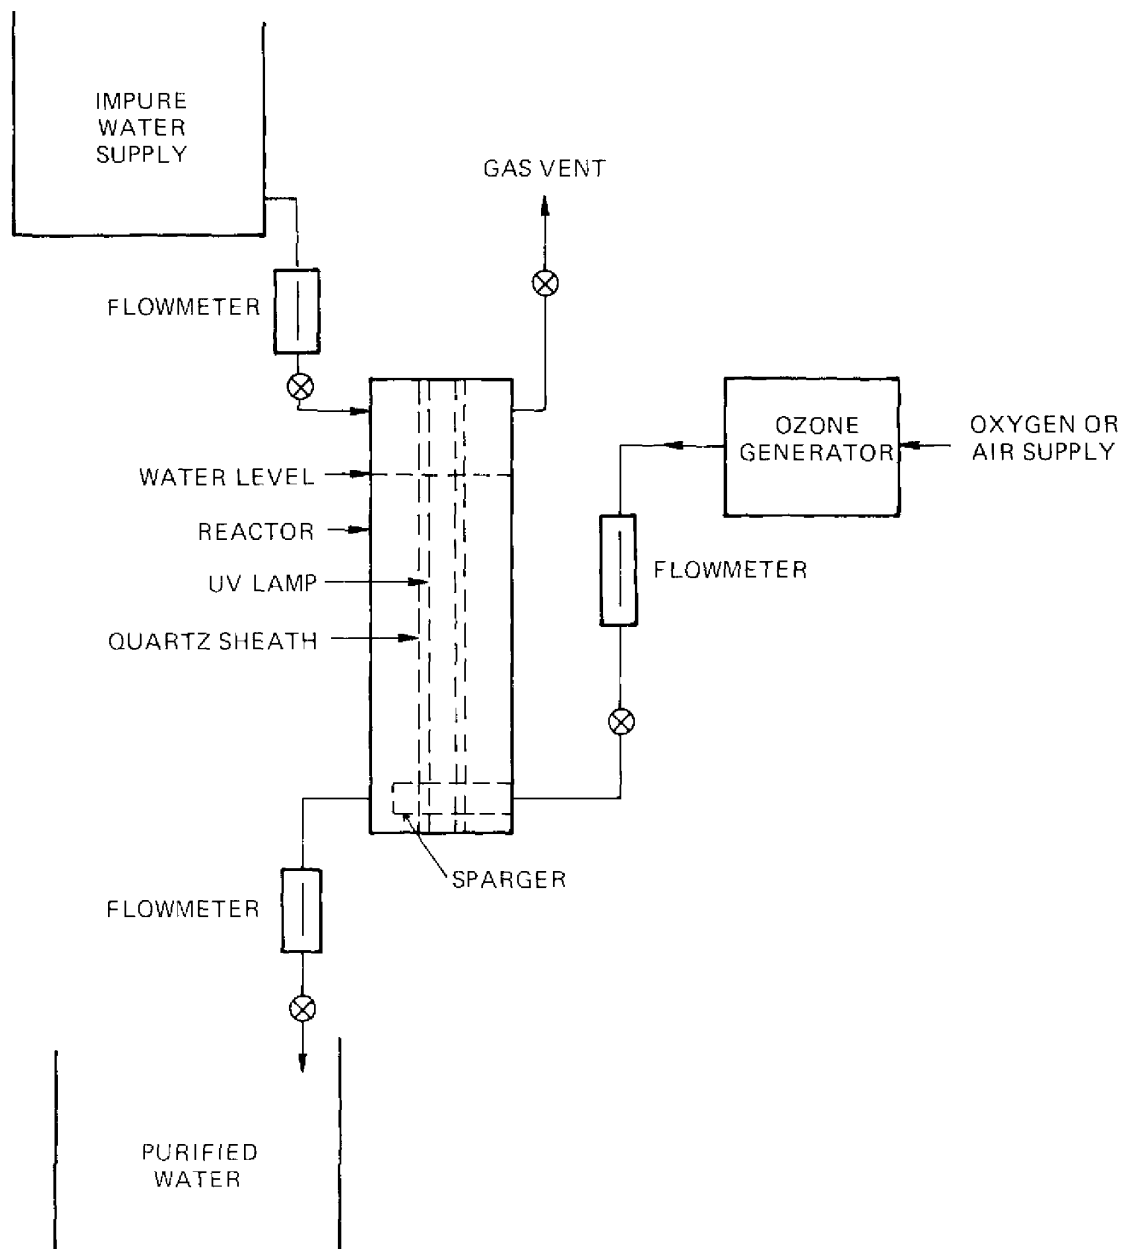 IMPURE
WATER
SUPPLY
GAS VENT
FLOWMETER
OZONE
GENERATOR
OXYGEN OR
AIR SUPPLY
WATER LEVEL
REACTOR
UV LAMP
QUARTZ SHEATH
FLOWMETER
SPARGER
FLOWMETER
PURIFIED
WATER